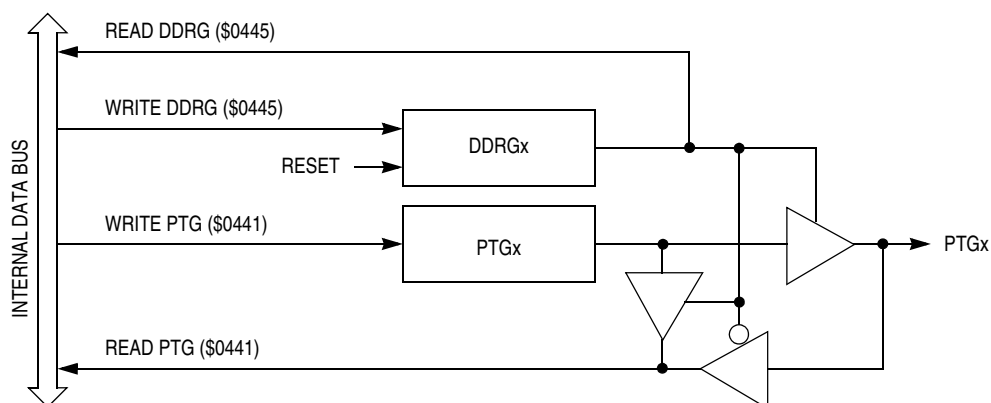 READ DDRG ($0445)
WRITE DDRG ($0445)
DDRGx
RESET
INTERNAL DATA BUS
WRITE PTG ($0441)
PTGx
PTGx
READ PTG ($0441)